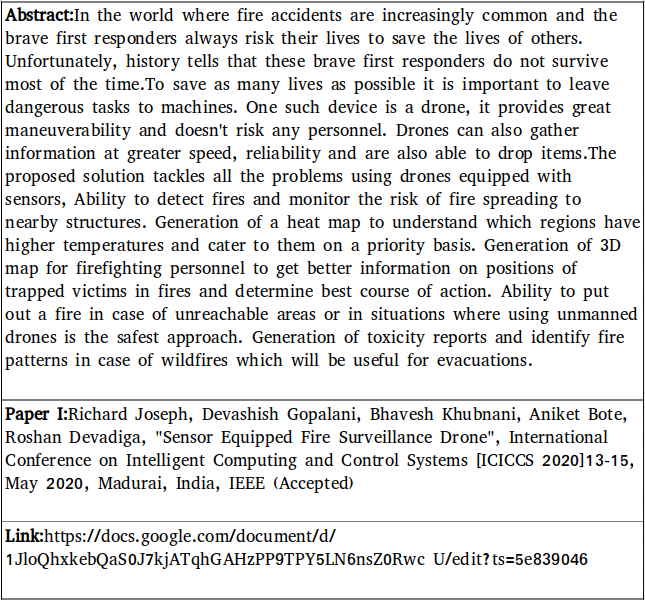 Abstract:In the world where fire accidents are increasingly common and the
brave first responders always risk their lives to save the lives of others.
Unfortunately, history tells that these brave first responders do not survive
most of the time.To save as many lives as possible it is important to leave
dangerous tasks to machines. One such device is a drone, it provides great
maneuverability and doesn't risk any personnel. Drones can also gather
information at greater speed, reliability and are also able to drop items.The
proposed solution tackles all the problems using drones equipped with
sensors, Ability to detect fires and monitor the risk of fire spreading to
nearby structures. Generation of a heat map to understand which regions have
higher temperatures and cater to them on a priority basis. Generation of 3D
map for firefighting personnel to get better information on positions of
trapped victims in fires and determine best course of action. Ability to put
out a fire in case of unreachable areas or in situations where using unmanned
drones is the safest approach. Generation of toxicity reports and identify fire
patterns in case of wildfires which will be useful for evacuations.
Paper I:Richard Joseph, Devashish Gopalani, Bhavesh Khubnani, Aniket Bote,
Roshan Devadiga, "Sensor Equipped Fire Surveillance Drone", International
Conference on Intelligent Computing and Control Systems [ICICCS 2020]13-15,
May 2020, Madurai, India, IEEE (Accepted)
Link:https://docs.google.com/document/d/
1JloQhxkebQaS0J7kjATqhGAHzPP9TPY5LN6nsZ0Rwc U/edit?ts=5e839046